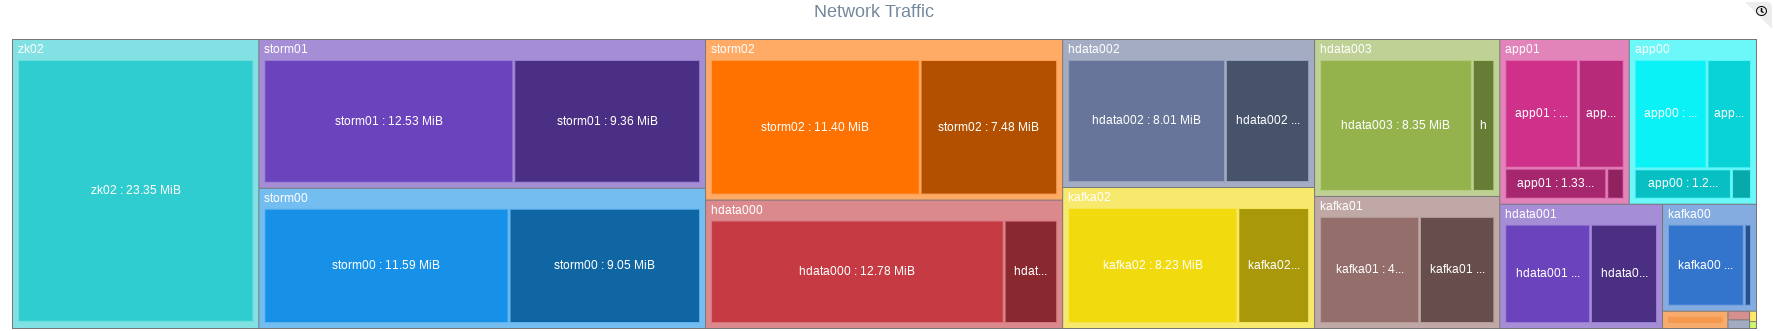 Network Traffic
zk02
zk02 : 23.35 MiB
storm01
storm01 : 12.53 MiB
storm01 : 9.36 MiB
storm00
storm00 : 11.59 MiB
storm00 : 9.05 MiB
storm02
storm02 : 11.40 MiB
storm02 : 7.48 MiB
hdata000
hdata000 : 12.78 MiB
hdat...
hdata002
hdata002 : 8.01 MiB
hdata002 ...
kafka02
kafka02 : 8.23 MiB
kafka02...
hdata003
hdata003 : 8.35 MiB
h
kafka01
kafka01 : 4...
kafka01 ...
app01
app01 : ...
app...
app01 : 1.33...
app00
app00 : ...
app...
app00 : 1.2...
hdata001
hdata001 ...
hdata0...
kafka00
kafka00 ...